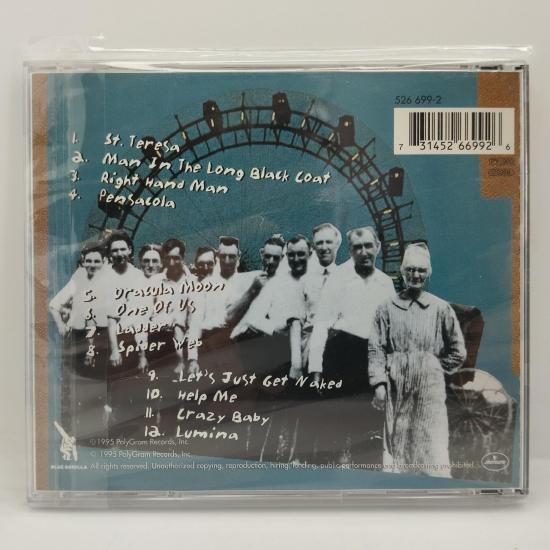 526 699-2
7 31452 66992 6
1. St. Teresa
2. Man In The Long Black Coat
3. Right Hand Man
4. Pensacola
5. Dracula Moon
6. One Of Us
7. Ladder
8. Spider Web
9. Let's Just Get Naked
10. Help Me
11. Crazy Baby
12. Lumina
© 1995 PolyGram Records, Inc.
℗ 1995 PolyGram Records, Inc.
BLUE GORILLA
All rights reserved. Unauthorized copying, reproduction, hiring, lending, public performance and broadcasting prohibited.
mercury